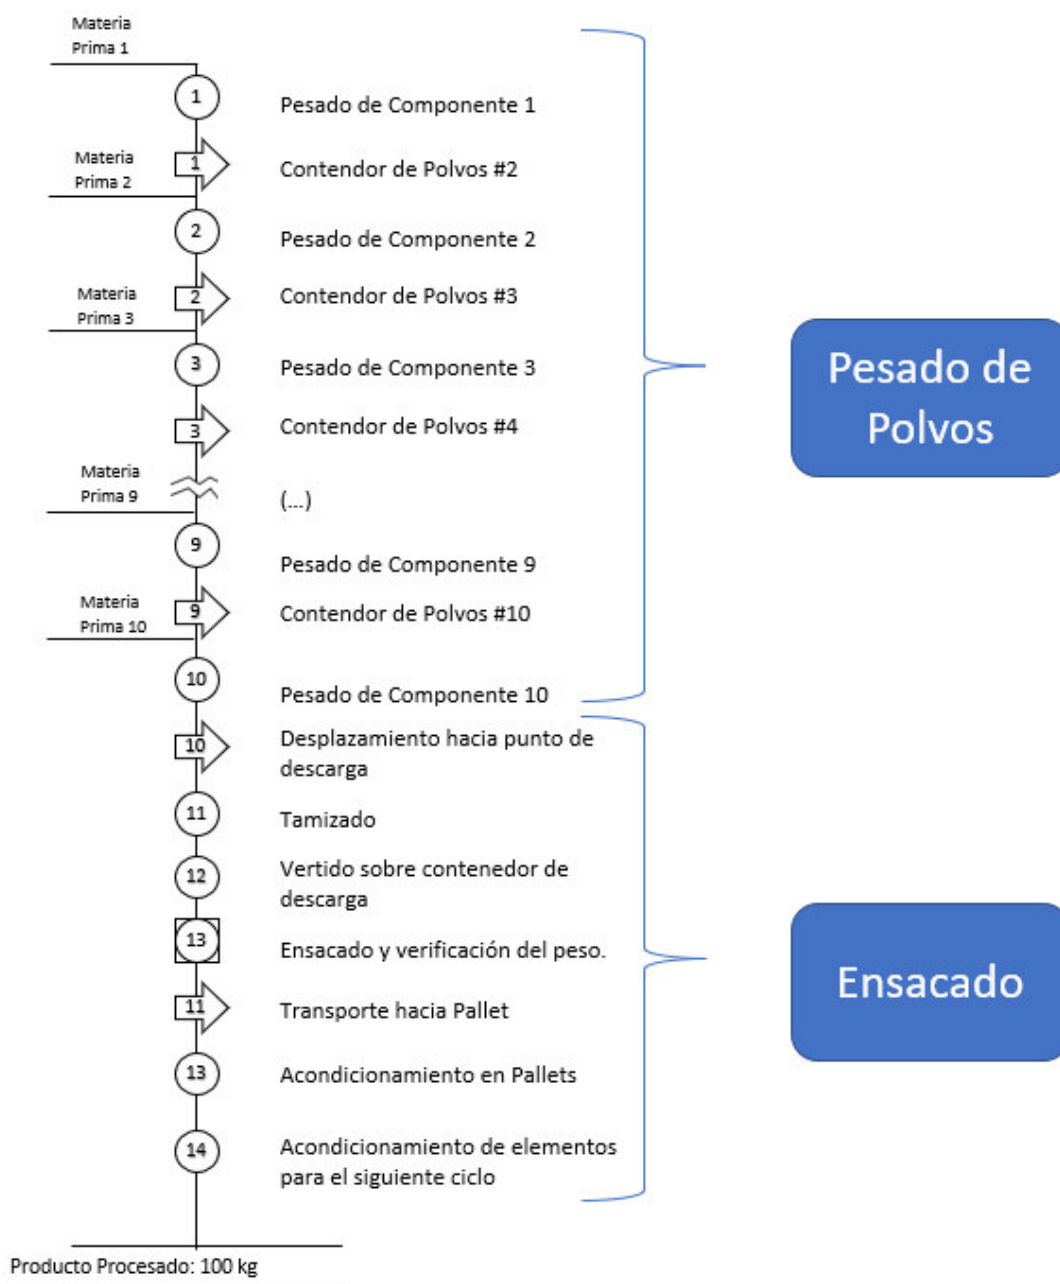 Materia
Prima 1
1
Pesado de Componente 1
Materia
Prima 2
1
Contendor de Polvos #2
2
Pesado de Componente 2
Materia
Prima 3
2
Contendor de Polvos #3
3
Pesado de Componente 3
3
Contendor de Polvos #4
Materia
Prima 9
(...)
9
Pesado de Componente 9
Materia
Prima 10
9
Contendor de Polvos #10
10
Pesado de Componente 10
Pesado de
Polvos
10
Desplazamiento hacia punto de
descarga
11
Tamizado
12
Vertido sobre contenedor de
descarga
13
Ensacado y verificación del peso.
11
Transporte hacia Pallet
13
Acondicionamiento en Pallets
14
Acondicionamiento de elementos
para el siguiente ciclo
Ensacado
Producto Procesado: 100 kg